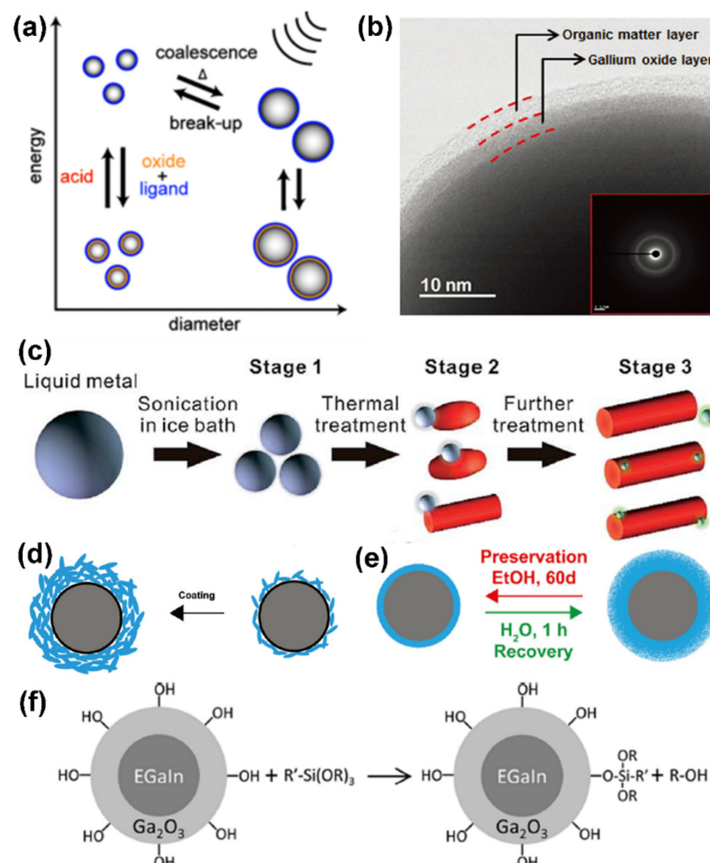 (a)
coalescence
Δ
break-up
energy
acid
oxide
+
ligand
diameter
(b)
Organic matter layer
Gallium oxide layer
10 nm
(c)
Liquid metal
Sonication
in ice bath
Stage 1
Thermal
treatment
Stage 2
Further
treatment
Stage 3
(d)
Coating
(e)
Preservation
EtOH, 60d
H₂O, 1 h
Recovery
(f)
OH
HO
OH
HO
EGaIn
OH
+ R'-Si(OR)₃
HO
Ga₂O₃
OH
OH
OH
HO
OH
HO
EGaIn
OR
O-Si-R' + R-OH
OR
HO
Ga₂O₃
OH
OH